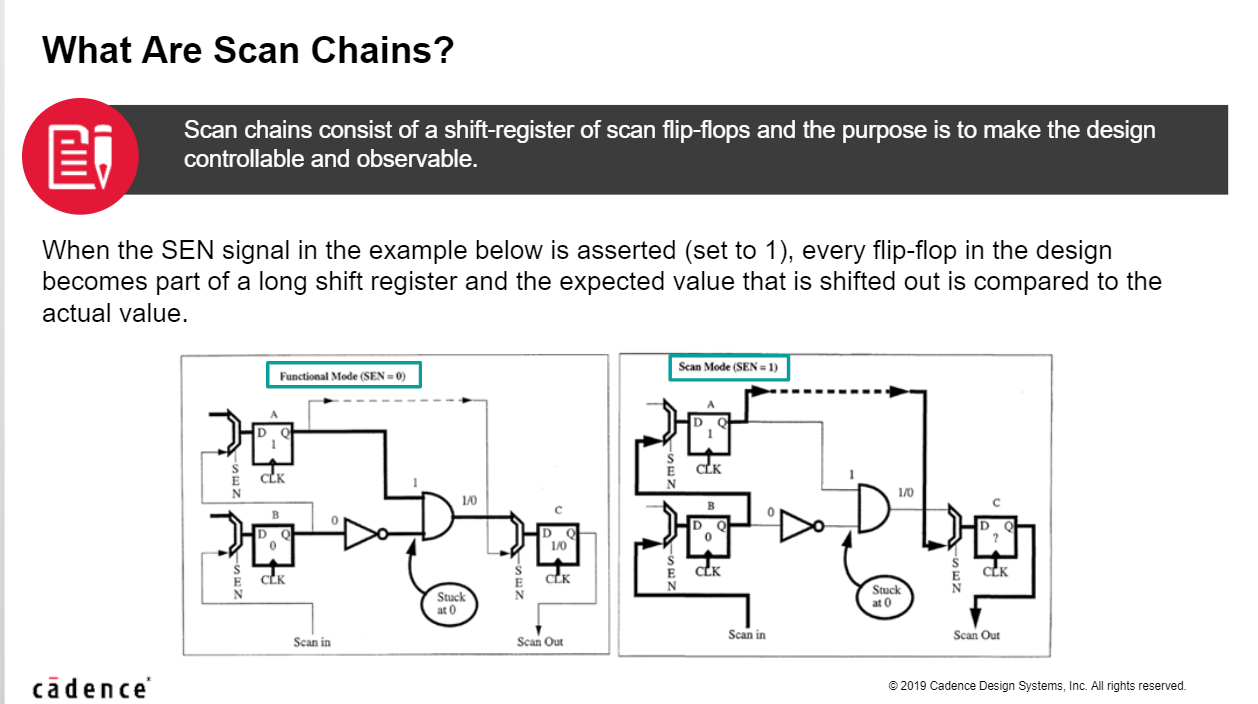 What Are Scan Chains?
Scan chains consist of a shift-register of scan flip-flops and the purpose is to make the design
controllable and observable.
When the SEN signal in the example below is asserted (set to 1), every flip-flop in the design
becomes part of a long shift register and the expected value that is shifted out is compared to the
actual value.
Functional Mode (SEN = 0)
A
D Q
1
CLK
SEN
1
1/0
B
D Q
0
CLK
SEN
0
C
D Q
1/0
CLK
SEN
Stuck
at 0
Scan in
Scan Out
Scan Mode (SEN = 1)
A
D Q
1
CLK
SEN
1
1/0
B
D Q
0
CLK
SEN
0
C
D Q
?
CLK
SEN
Stuck
at 0
Scan in
Scan Out
cādence
© 2019 Cadence Design Systems, Inc. All rights reserved.